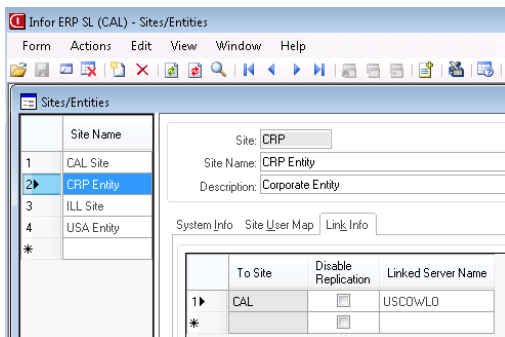 Infor ERP SL (CAL) - Sites/Entities
Form Actions Edit View Window Help
Sites/Entities
Site Name
1 CAL Site
2 CRP Entity
3 ILL Site
4 USA Entity
Site: CRP
Site Name: CRP Entity
Description: Corporate Entity
System Info Site User Map Link Info
To Site Disable Replication Linked Server Name
1 CAL USCOWL0